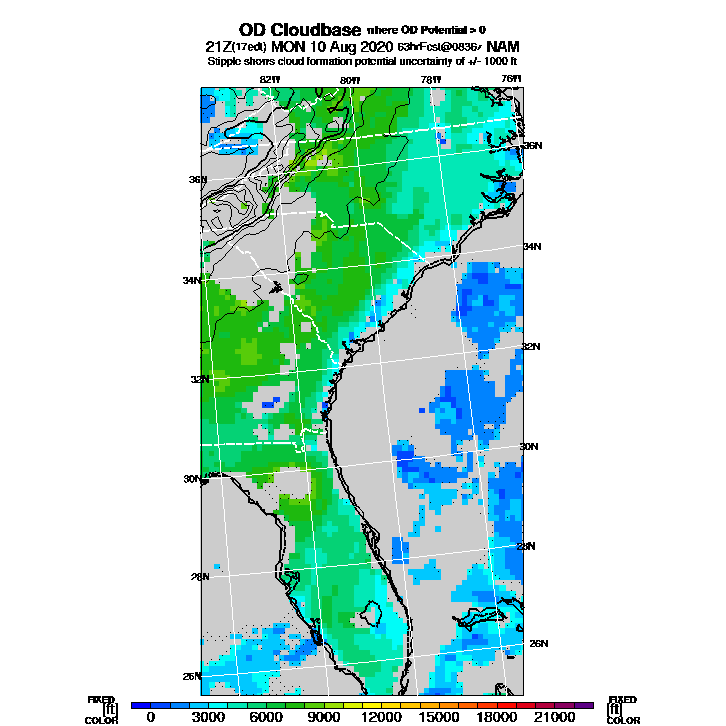 OD Cloudbase where OD Potential > 0
21Z(17edt) MON 10 Aug 2020 63hrFcst@0836z NAM
Stipple shows cloud formation potential uncertainty of +/- 1000 ft
82W 80W 78W 76W
36N
36N
34N
34N
32N
32N
30N
30N
28N
28N
26N
26N
FIXED FIXED
[ft] [ft]
COLOR 0 3000 6000 9000 12000 15000 18000 21000 COLOR